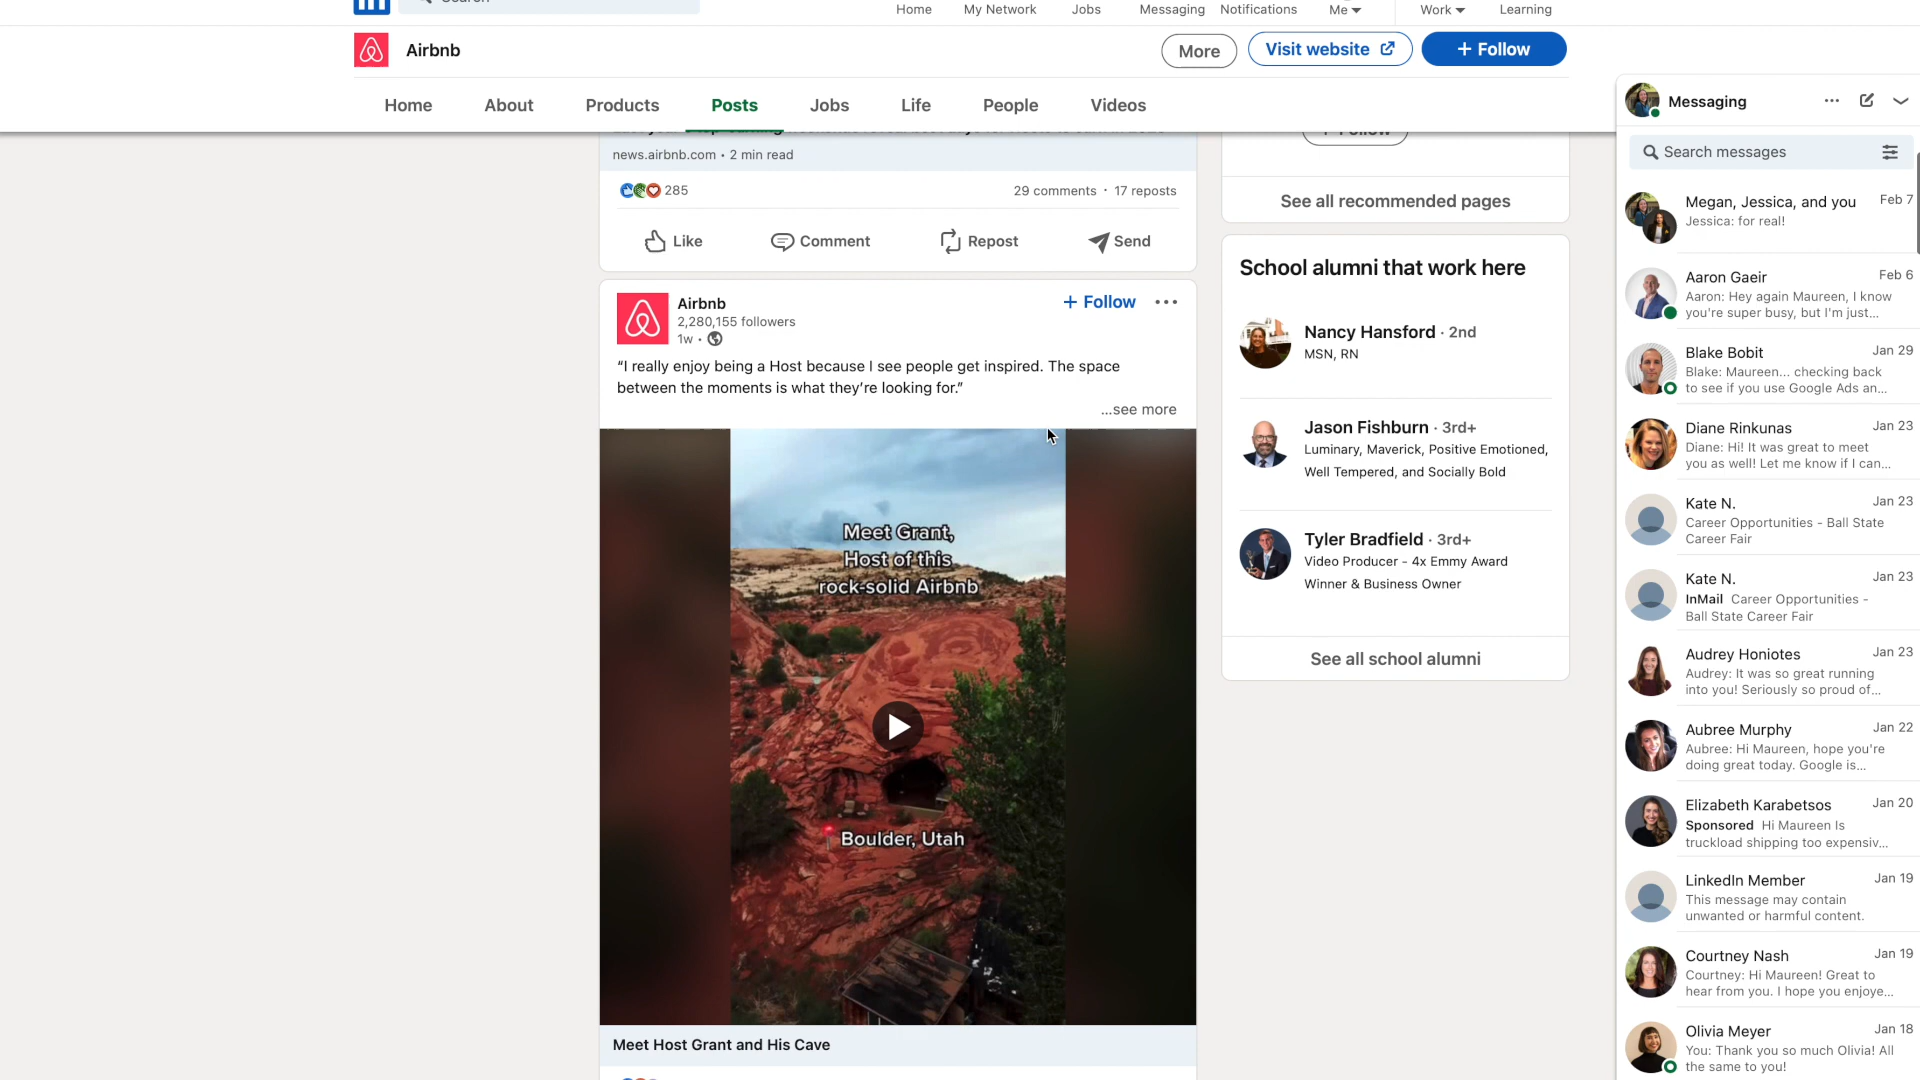 Search
Home
My Network
Jobs
Messaging
Notifications
Me
Work
Learning
Airbnb
More
Visit website
+ Follow
Home
About
Products
Posts
Jobs
Life
People
Videos
news.airbnb.com • 2 min read
285
29 comments • 17 reposts
Like
Comment
Repost
Send
Airbnb
2,280,155 followers
1w •
+ Follow
“I really enjoy being a Host because I see people get inspired. The space
between the moments is what they’re looking for.”
...see more
Meet Grant,
Host of this
rock-solid Airbnb
Boulder, Utah
Meet Host Grant and His Cave
+ Follow
See all recommended pages
School alumni that work here
Nancy Hansford · 2nd
MSN, RN
Jason Fishburn · 3rd+
Luminary, Maverick, Positive Emotioned,
Well Tempered, and Socially Bold
Tyler Bradfield · 3rd+
Video Producer - 4x Emmy Award
Winner & Business Owner
See all school alumni
Messaging
Search messages
Megan, Jessica, and you
Feb 7
Jessica: for real!
Aaron Gaeir
Feb 6
Aaron: Hey again Maureen, I know
you're super busy, but I'm just...
Blake Bobit
Jan 29
Blake: Maureen... checking back
to see if you use Google Ads an...
Diane Rinkunas
Jan 23
Diane: Hi! It was great to meet
you as well! Let me know if I can...
Kate N.
Jan 23
Career Opportunities - Ball State
Career Fair
Kate N.
Jan 23
InMail Career Opportunities -
Ball State Career Fair
Audrey Honiotes
Jan 23
Audrey: It was so great running
into you! Seriously so proud of...
Aubree Murphy
Jan 22
Aubree: Hi Maureen, hope you're
doing great today. Google is...
Elizabeth Karabetsos
Jan 20
Sponsored Hi Maureen Is
truckload shipping too expensiv...
LinkedIn Member
Jan 19
This message may contain
unwanted or harmful content.
Courtney Nash
Jan 19
Courtney: Hi Maureen! Great to
hear from you. I hope you enjoye...
Olivia Meyer
Jan 18
You: Thank you so much Olivia! All
the same to you!